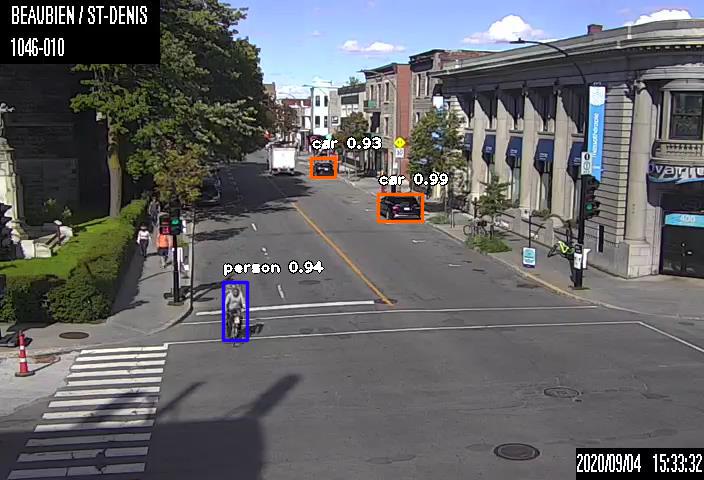 BEAUBIEN / ST-DENIS
1046-010
car 0.93
car 0.99
person 0.94
400
2020/09/04 15:33:32